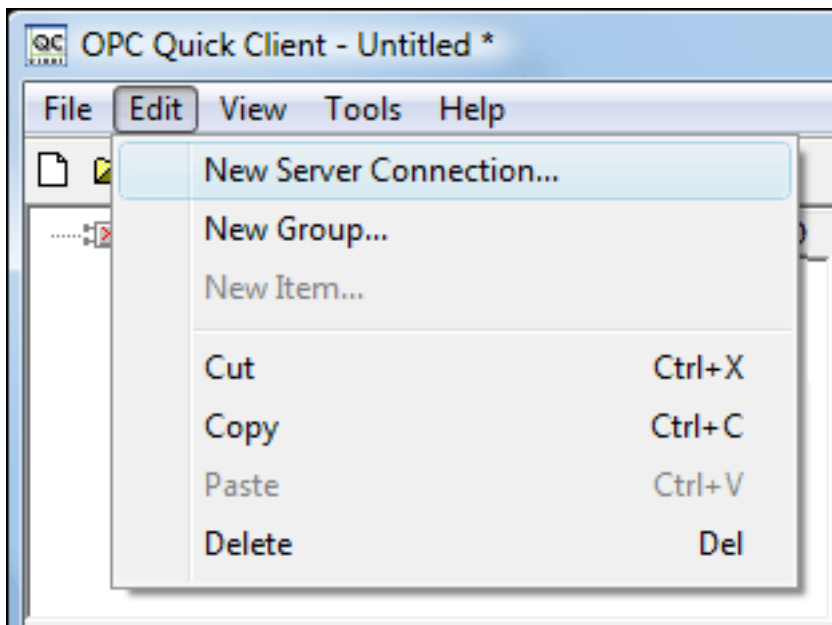 OPC Quick Client - Untitled *
File Edit View Tools Help
New Server Connection...
New Group...
New Item...
Cut Ctrl+X
Copy Ctrl+C
Paste Ctrl+V
Delete Del